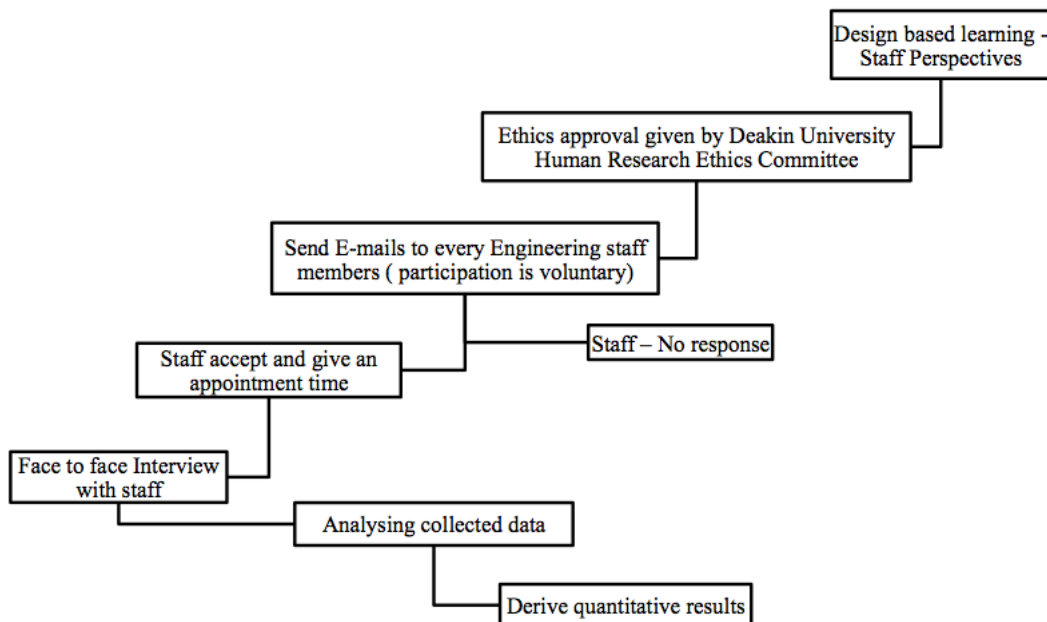 Design based learning -
Staff Perspectives
Ethics approval given by Deakin University
Human Research Ethics Committee
Send E-mails to every Engineering staff
members ( participation is voluntary)
Staff – No response
Staff accept and give an
appointment time
Face to face Interview
with staff
Analysing collected data
Derive quantitative results